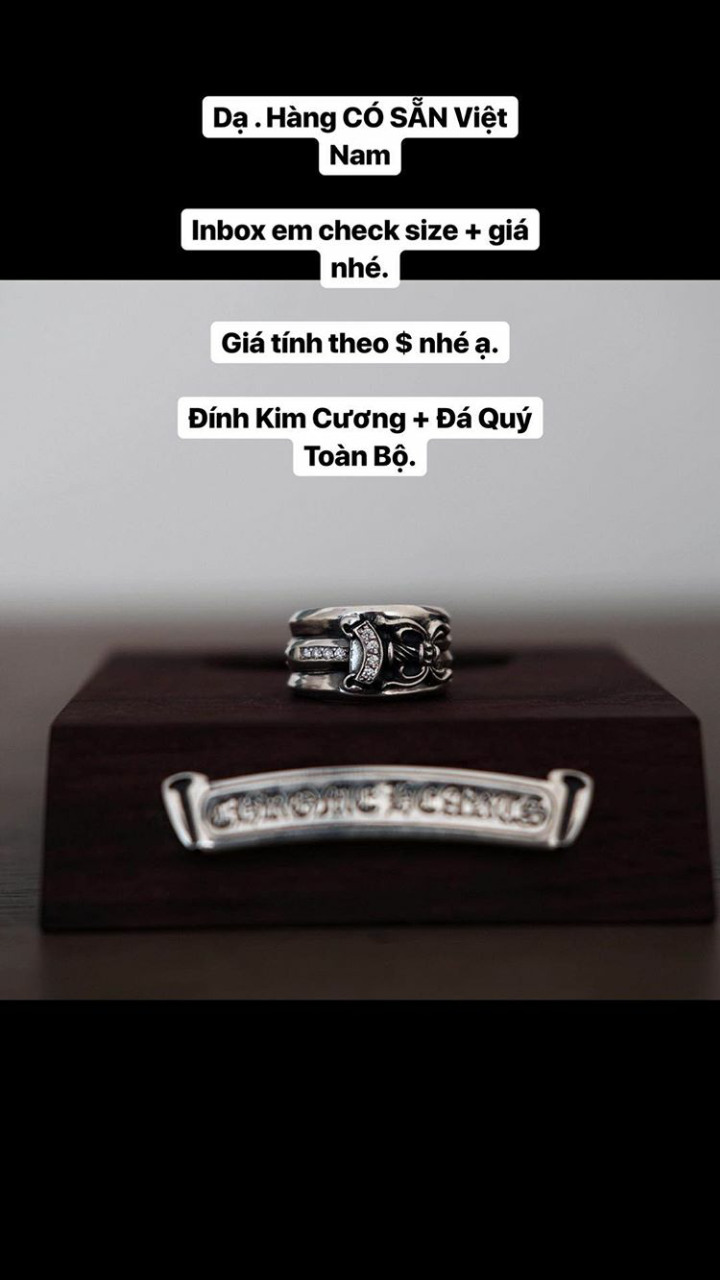 Dạ . Hàng CÓ SẴN Việt
Nam
Inbox em check size + giá
nhé.
Giá tính theo $ nhé ạ.
Đính Kim Cương + Đá Quý
Toàn Bộ.
CHROME HEARTS